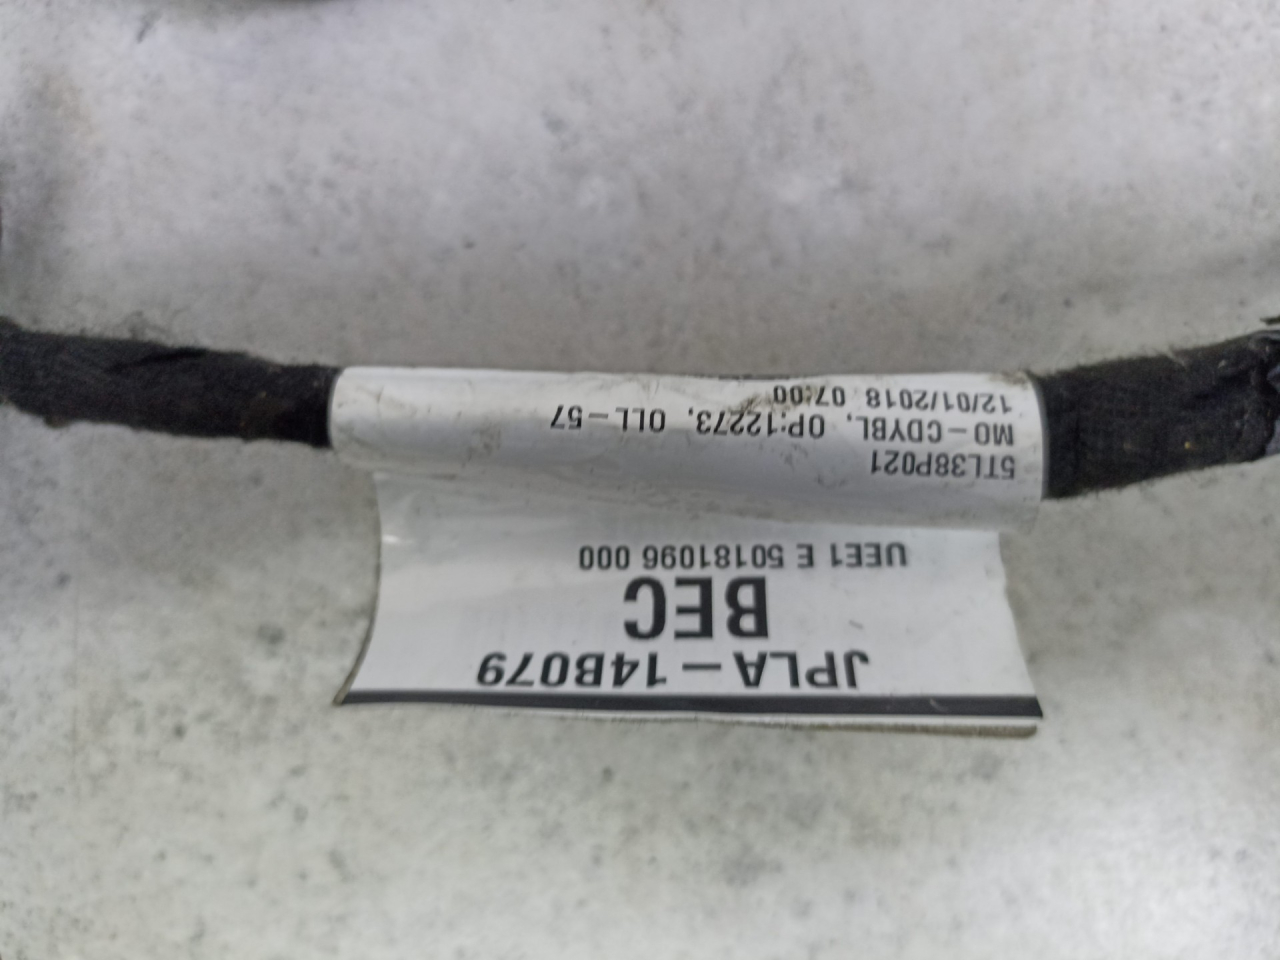 JPLA-14B079
BEC
UEE1 E 50181096 000
5TL38P021
MO-CDYBL, OP:12273, OLL-57
12/01/2018 07:00